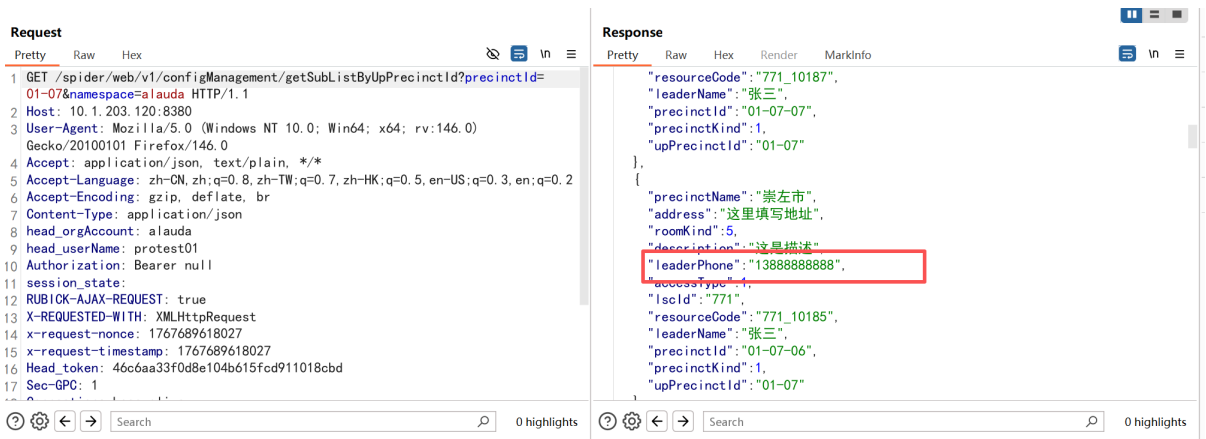 Request
Pretty Raw Hex \n
1 GET /spider/web/v1/configManagement/getSubListByUpPrecinctId?precinctId=
01-07&namespace=alauda HTTP/1.1
2 Host: 10.1.203.120:8380
3 User-Agent: Mozilla/5.0 (Windows NT 10.0; Win64; x64; rv:146.0)
Gecko/20100101 Firefox/146.0
4 Accept: application/json, text/plain, */*
5 Accept-Language: zh-CN,zh;q=0.8,zh-TW;q=0.7,zh-HK;q=0.5,en-US;q=0.3,en;q=0.2
6 Accept-Encoding: gzip, deflate, br
7 Content-Type: application/json
8 head_orgAccount: alauda
9 head_userName: protest01
10 Authorization: Bearer null
11 session_state:
12 RUBICK-AJAX-REQUEST: true
13 X-REQUESTED-WITH: XMLHttpRequest
14 x-request-nonce: 1767689618027
15 x-request-timestamp: 1767689618027
16 Head_token: 46c6aa33f0d8e104b615fcd911018cbd
17 Sec-GPC: 1
Search
0 highlights
Response
Pretty Raw Hex Render MarkInfo \n
"resourceCode":"771_10187",
"leaderName":"张三",
"precinctId":"01-07-07",
"precinctKind":1,
"upPrecinctId":"01-07"
},
{
"precinctName":"崇左市",
"address":"这里填写地址",
"roomKind":5,
"description":"这是描述",
"leaderPhone":"13888888888",
"accessType":1,
"lscId":"771",
"resourceCode":"771_10185",
"leaderName":"张三",
"precinctId":"01-07-06",
"precinctKind":1,
"upPrecinctId":"01-07"
Search
0 highlights